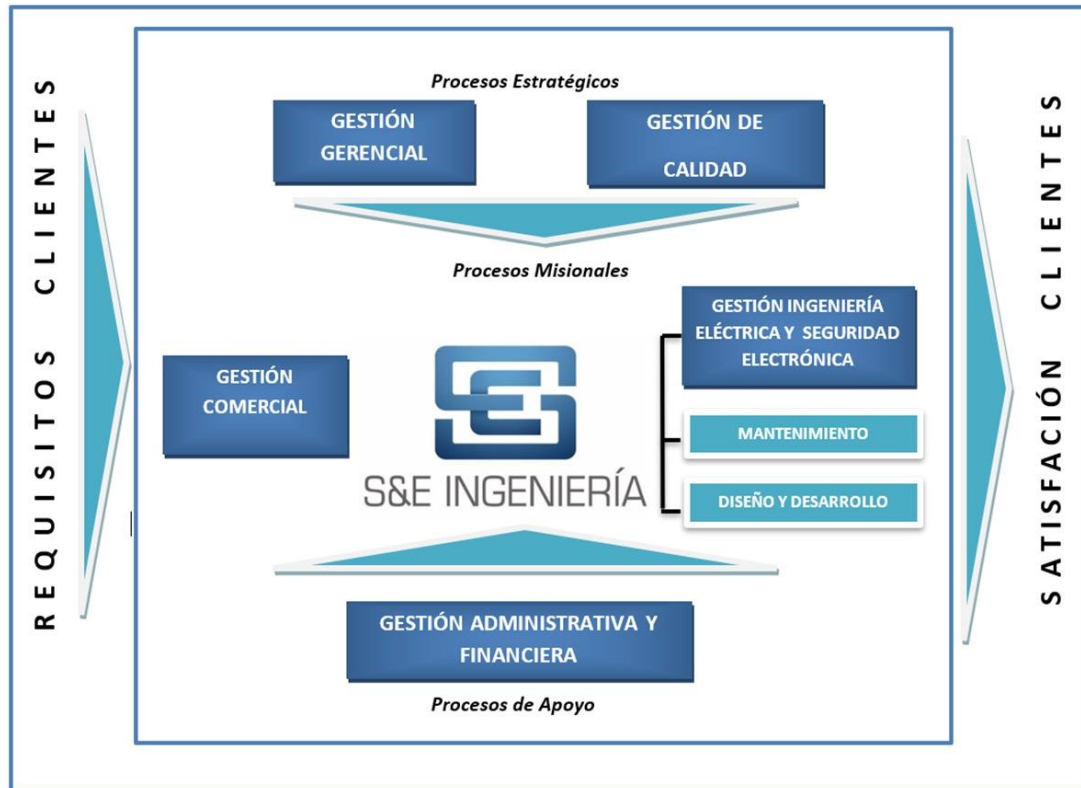 REQUISITOS CLIENTES
Procesos Estratégicos
GESTIÓN
GERENCIAL
GESTIÓN DE
CALIDAD
Procesos Misionales
GESTIÓN
COMERCIAL
S&E INGENIERÍA
GESTIÓN INGENIERÍA
ELÉCTRICA Y SEGURIDAD
ELECTRÓNICA
MANTENIMIENTO
DISEÑO Y DESARROLLO
GESTIÓN ADMINISTRATIVA Y
FINANCIERA
Procesos de Apoyo
SATISFACIÓN CLIENTES